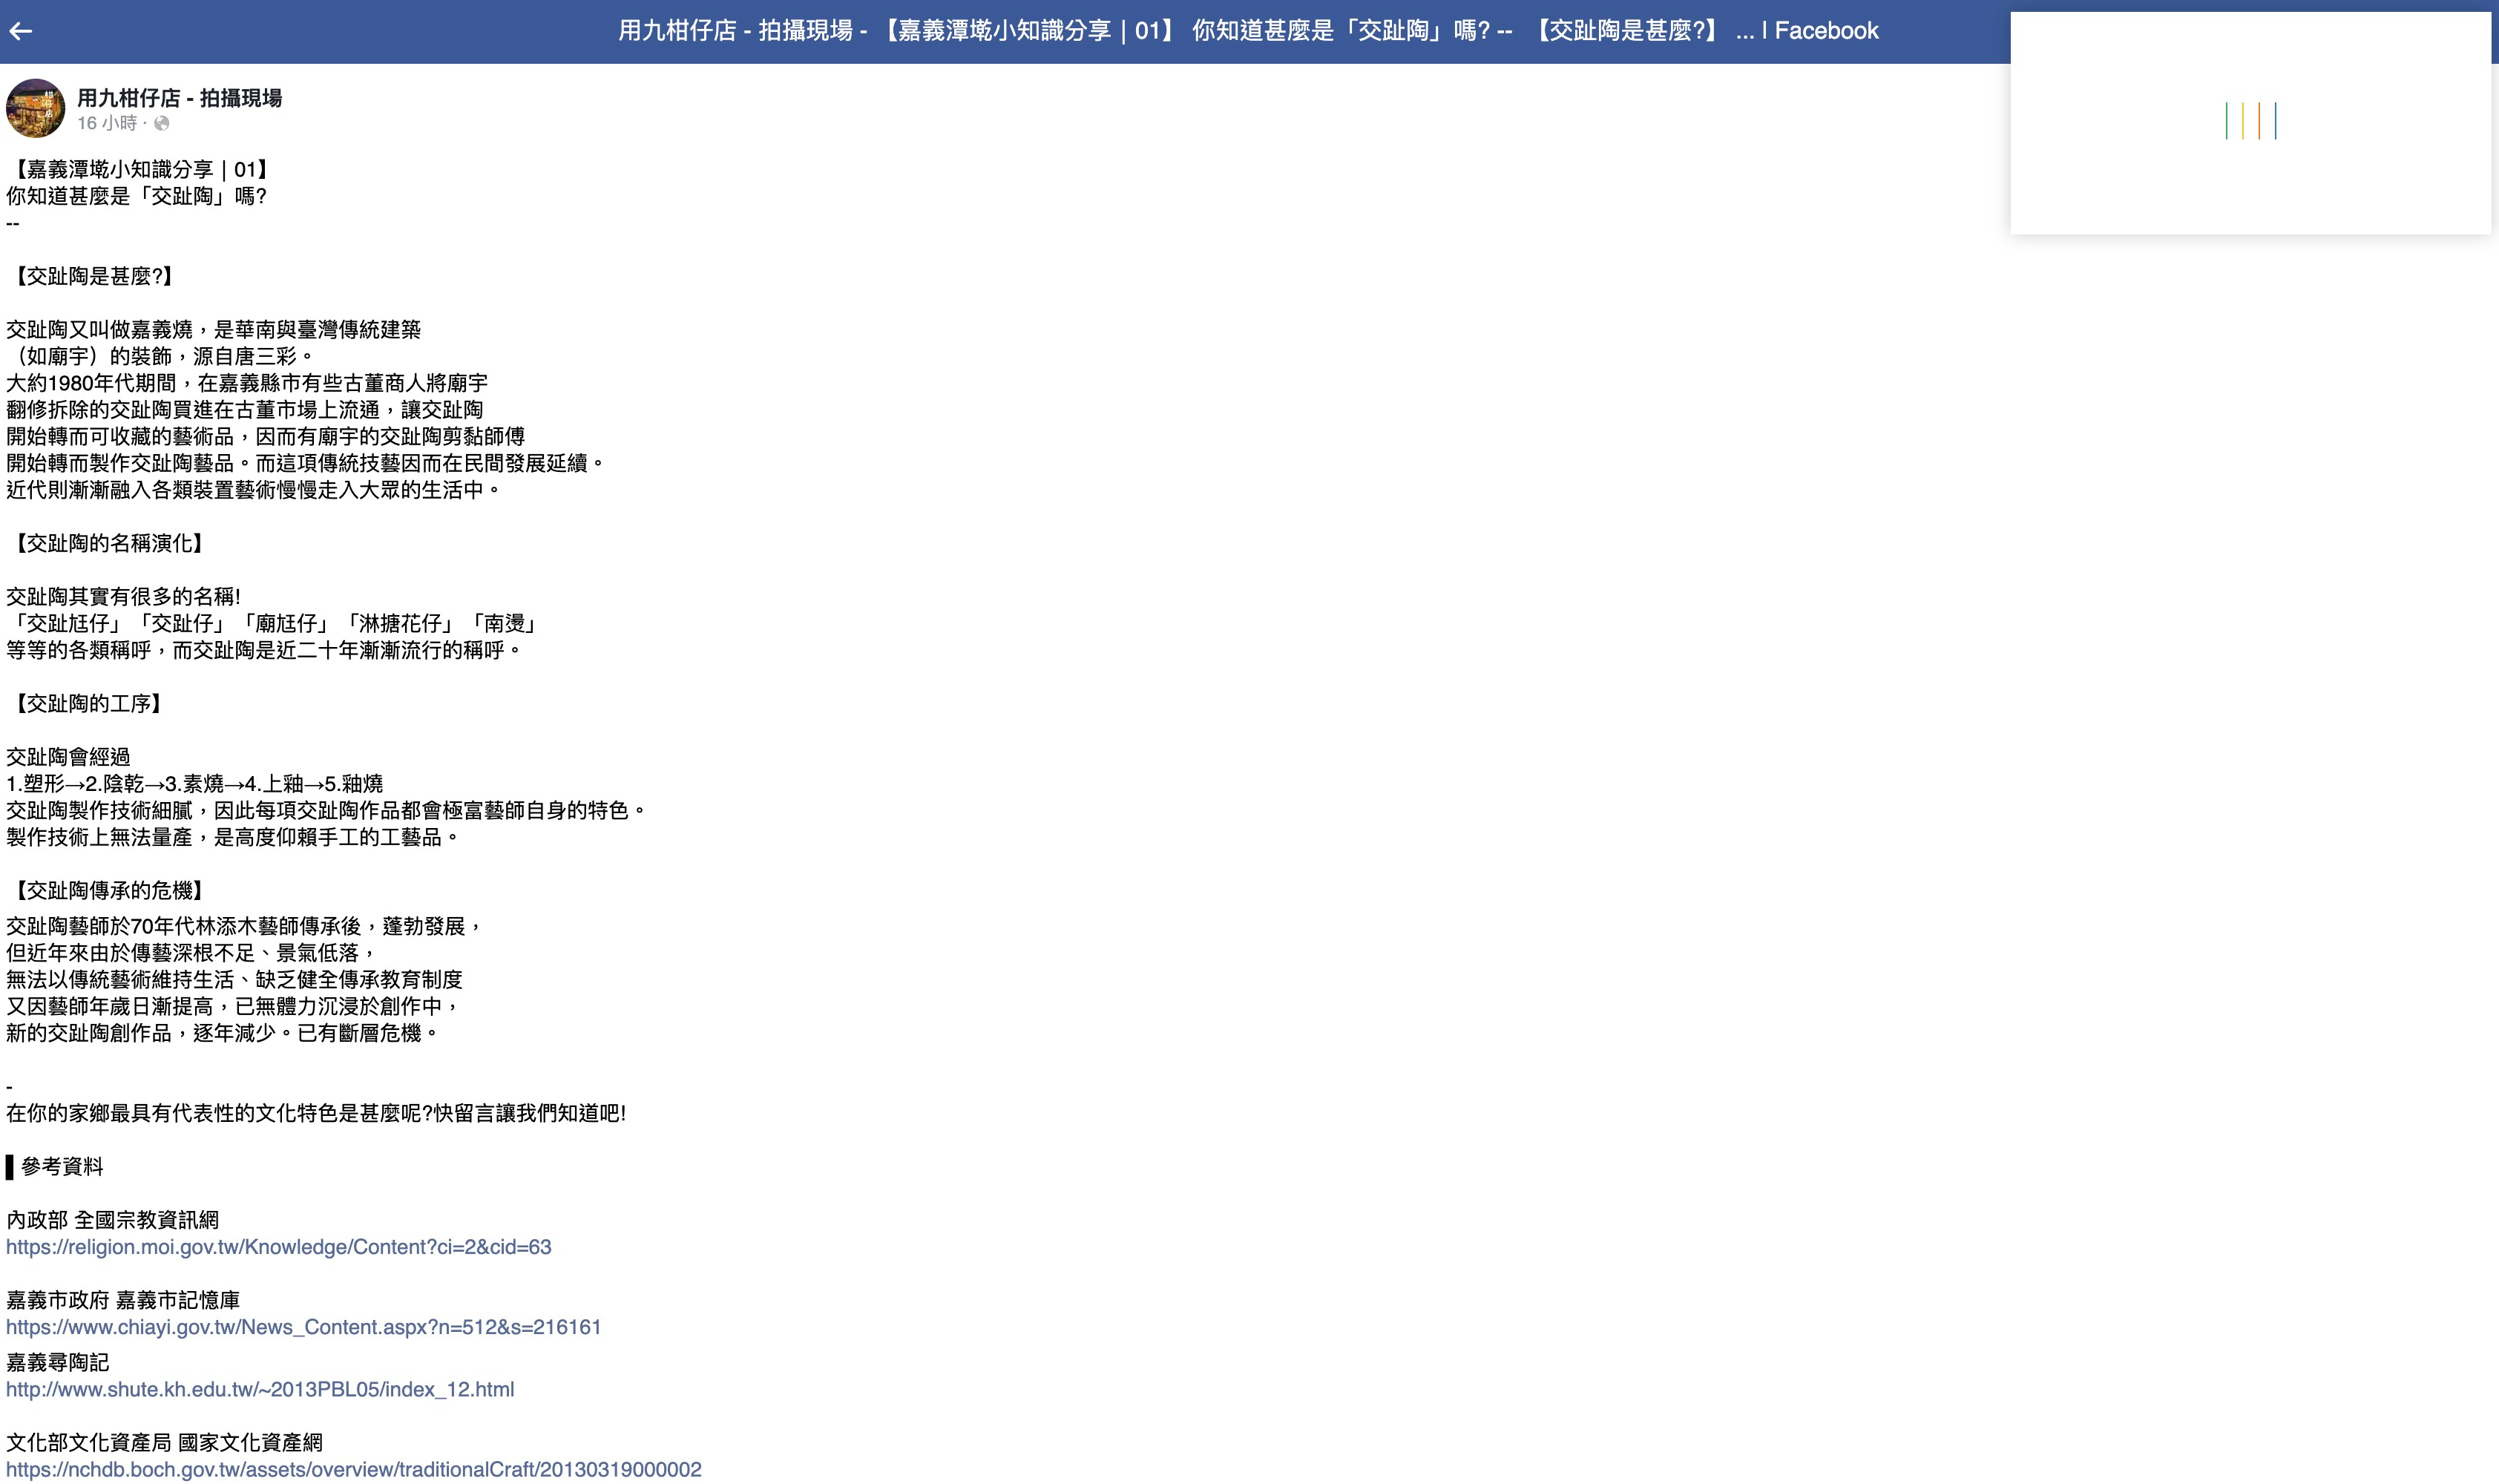 用九柑仔店 - 拍攝現場 - 【嘉義潭墘小知識分享｜01】 你知道甚麼是「交趾陶」嗎? -- 【交趾陶是甚麼?】 ... | Facebook
用九柑仔店 - 拍攝現場
16 小時 ·
【嘉義潭墘小知識分享｜01】
你知道甚麼是「交趾陶」嗎?
--
【交趾陶是甚麼?】
交趾陶又叫做嘉義燒，是華南與臺灣傳統建築
（如廟宇）的裝飾，源自唐三彩。
大約1980年代期間，在嘉義縣市有些古董商人將廟宇
翻修拆除的交趾陶買進在古董市場上流通，讓交趾陶
開始轉而可收藏的藝術品，因而有廟宇的交趾陶剪黏師傅
開始轉而製作交趾陶藝品。而這項傳統技藝因而在民間發展延續。
近代則漸漸融入各類裝置藝術慢慢走入大眾的生活中。
【交趾陶的名稱演化】
交趾陶其實有很多的名稱!
「交趾尪仔」「交趾仔」「廟尪仔」「淋搪花仔」「南燙」
等等的各類稱呼，而交趾陶是近二十年漸漸流行的稱呼。
【交趾陶的工序】
交趾陶會經過
1.塑形→2.陰乾→3.素燒→4.上釉→5.釉燒
交趾陶製作技術細膩，因此每項交趾陶作品都會極富藝師自身的特色。
製作技術上無法量產，是高度仰賴手工的工藝品。
【交趾陶傳承的危機】
交趾陶藝師於70年代林添木藝師傳承後，蓬勃發展，
但近年來由於傳藝深根不足、景氣低落，
無法以傳統藝術維持生活、缺乏健全傳承教育制度
又因藝師年歲日漸提高，已無體力沉浸於創作中，
新的交趾陶創作品，逐年減少。已有斷層危機。
-
在你的家鄉最具有代表性的文化特色是甚麼呢?快留言讓我們知道吧!
▌參考資料
內政部 全國宗教資訊網
https://religion.moi.gov.tw/Knowledge/Content?ci=2&cid=63
嘉義市政府 嘉義市記憶庫
https://www.chiayi.gov.tw/News_Content.aspx?n=512&s=216161
嘉義尋陶記
http://www.shute.kh.edu.tw/~2013PBL05/index_12.html
文化部文化資產局 國家文化資產網
https://nchdb.boch.gov.tw/assets/overview/traditionalCraft/20130319000002